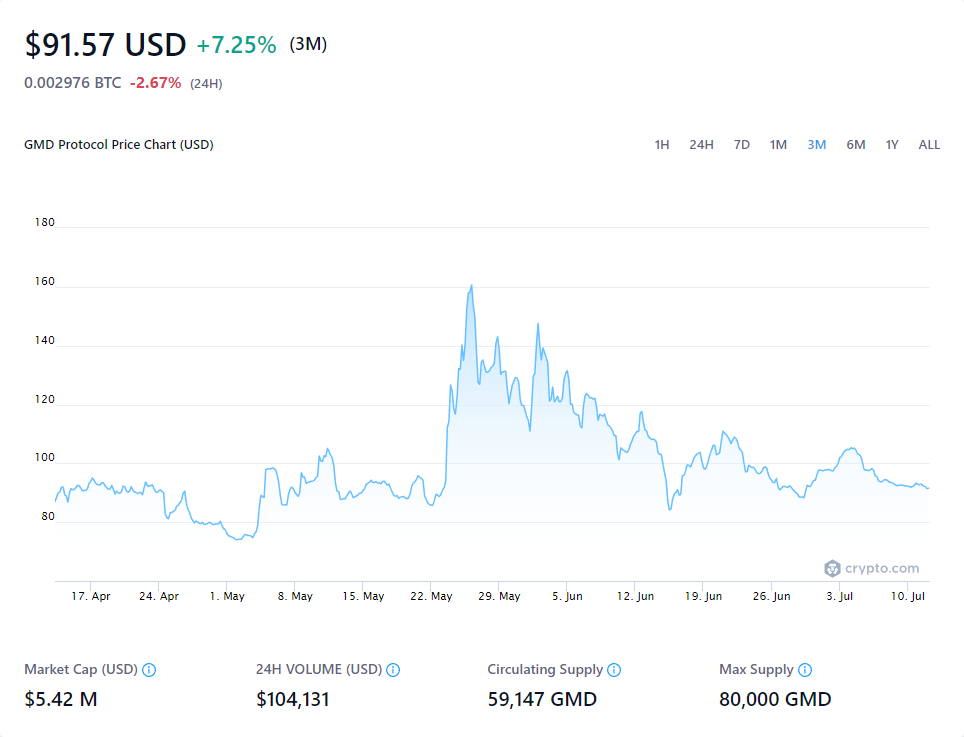 $91.57 USD +7.25% (3M)
0.002976 BTC -2.67% (24H)
GMD Protocol Price Chart (USD) 1H 24H 7D 1M 3M 6M 1Y ALL
180
160
140
120
100
80
crypto.com
17. Apr 24. Apr 1. May 8. May 15. May 22. May 29. May 5. Jun 12. Jun 19. Jun 26. Jun 3. Jul 10. Jul
Market Cap (USD) 24H VOLUME (USD) Circulating Supply Max Supply
$5.42 M $104,131 59,147 GMD 80,000 GMD